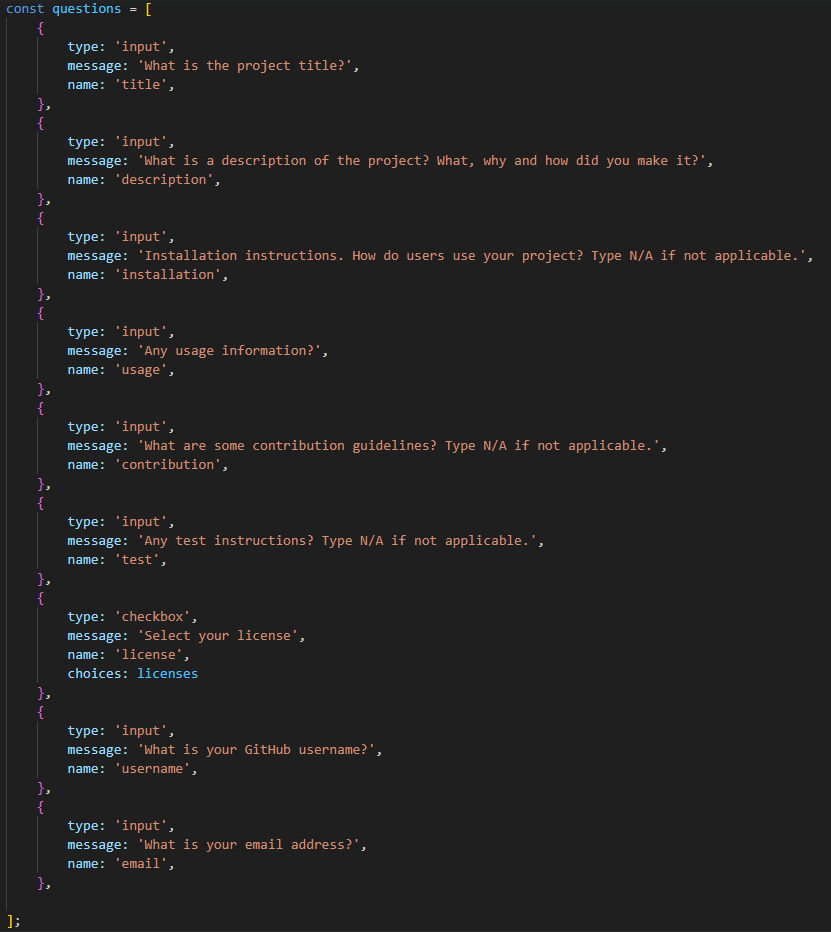 const questions = [
    {
        type: 'input',
        message: 'What is the project title?',
        name: 'title',
    },
    {
        type: 'input',
        message: 'What is a description of the project? What, why and how did you make it?',
        name: 'description',
    },
    {
        type: 'input',
        message: 'Installation instructions. How do users use your project? Type N/A if not applicable.',
        name: 'installation',
    },
    {
        type: 'input',
        message: 'Any usage information?',
        name: 'usage',
    },
    {
        type: 'input',
        message: 'What are some contribution guidelines? Type N/A if not applicable.',
        name: 'contribution',
    },
    {
        type: 'input',
        message: 'Any test instructions? Type N/A if not applicable.',
        name: 'test',
    },
    {
        type: 'checkbox',
        message: 'Select your license',
        name: 'license',
        choices: licenses
    },
    {
        type: 'input',
        message: 'What is your GitHub username?',
        name: 'username',
    },
    {
        type: 'input',
        message: 'What is your email address?',
        name: 'email',
    },

];